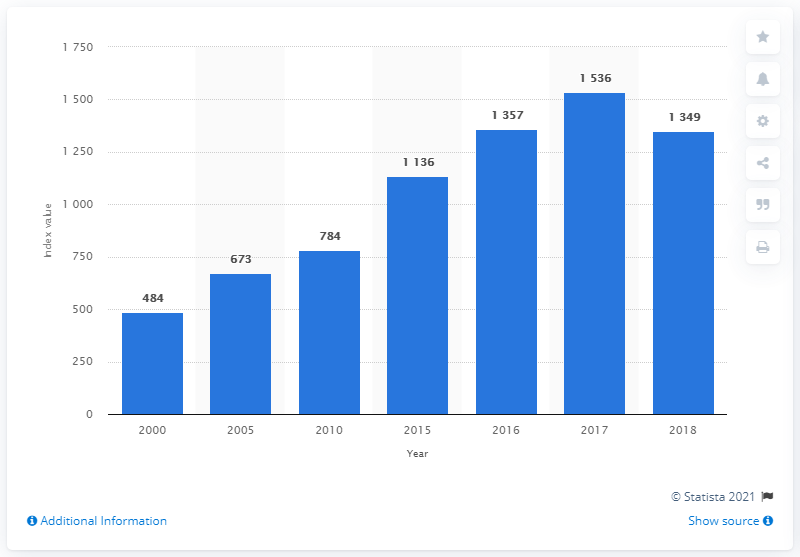 1 750
1 500
1 250
1 000
750
500
250
0
Index value
484
673
784
1 136
1 357
1 536
1 349
2000 2005 2010 2015 2016 2017 2018
Year
© Statista 2021
Additional Information
Show source